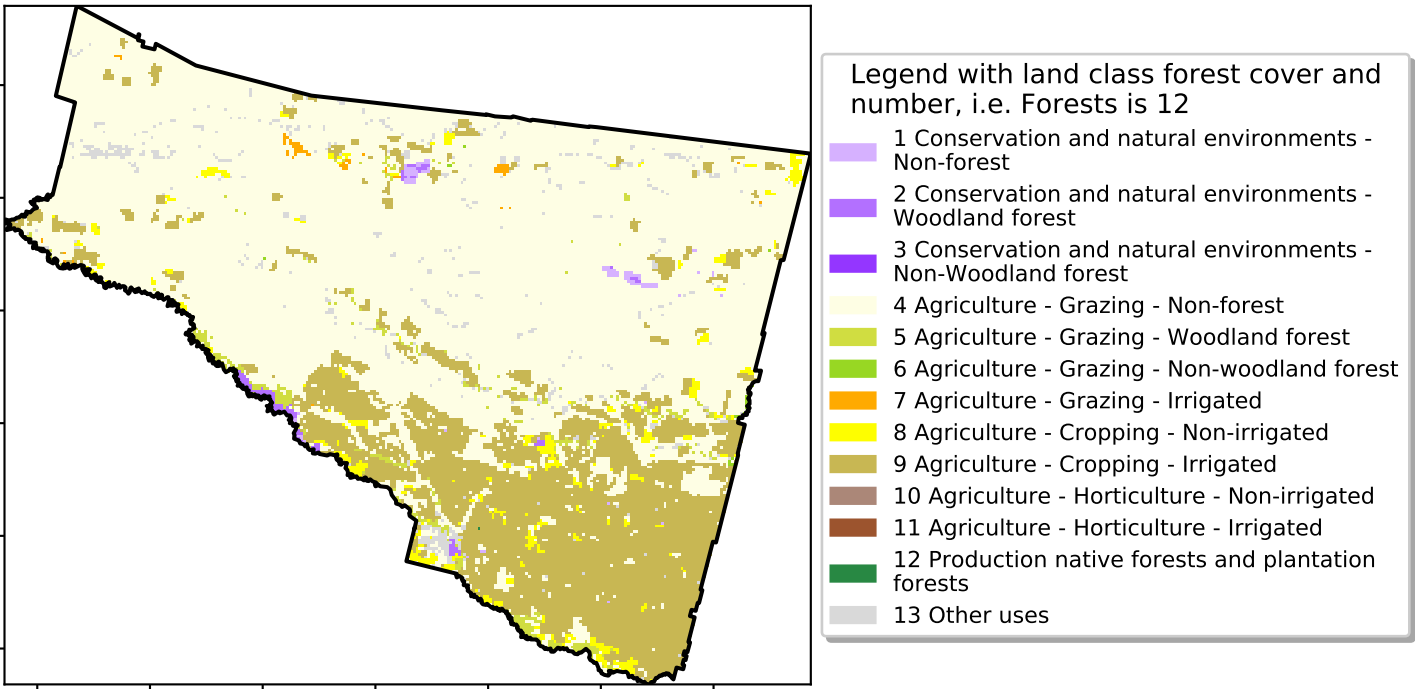 Legend with land class forest cover and
number, i.e. Forests is 12
1 Conservation and natural environments -
Non-forest
2 Conservation and natural environments -
Woodland forest
3 Conservation and natural environments -
Non-Woodland forest
4 Agriculture - Grazing - Non-forest
5 Agriculture - Grazing - Woodland forest
6 Agriculture - Grazing - Non-woodland forest
7 Agriculture - Grazing - Irrigated
8 Agriculture - Cropping - Non-irrigated
9 Agriculture - Cropping - Irrigated
10 Agriculture - Horticulture - Non-irrigated
11 Agriculture - Horticulture - Irrigated
12 Production native forests and plantation
forests
13 Other uses